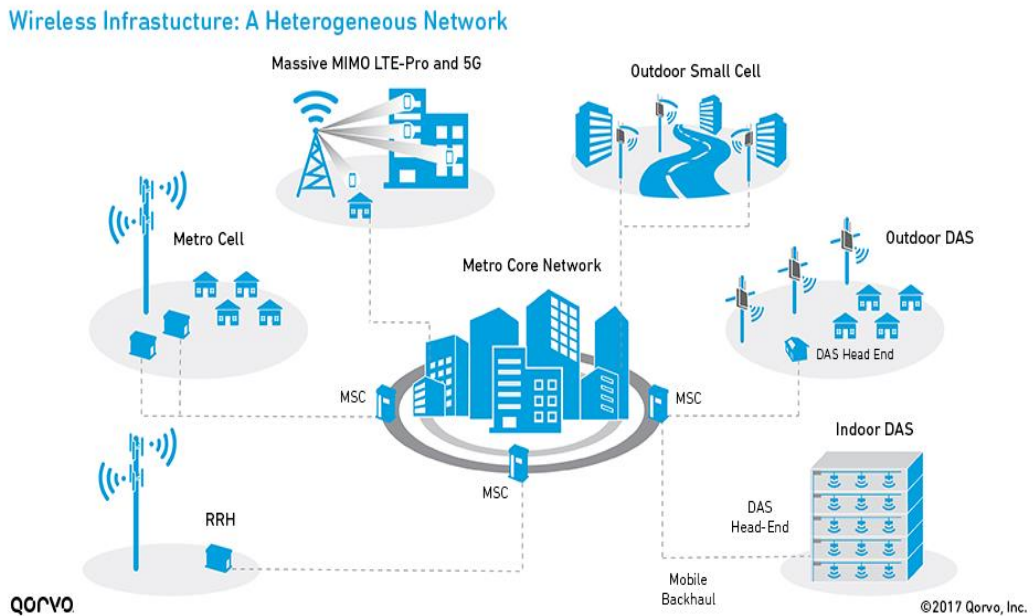 Wireless Infrastucture: A Heterogeneous Network
Massive MIMO LTE-Pro and 5G
Outdoor Small Cell
Metro Cell
Outdoor DAS
Metro Core Network
DAS Head End
MSC
MSC
Indoor DAS
MSC
RRH
DAS
Head-End
Mobile
Backhaul
QORVO
©2017 Qorvo, Inc.